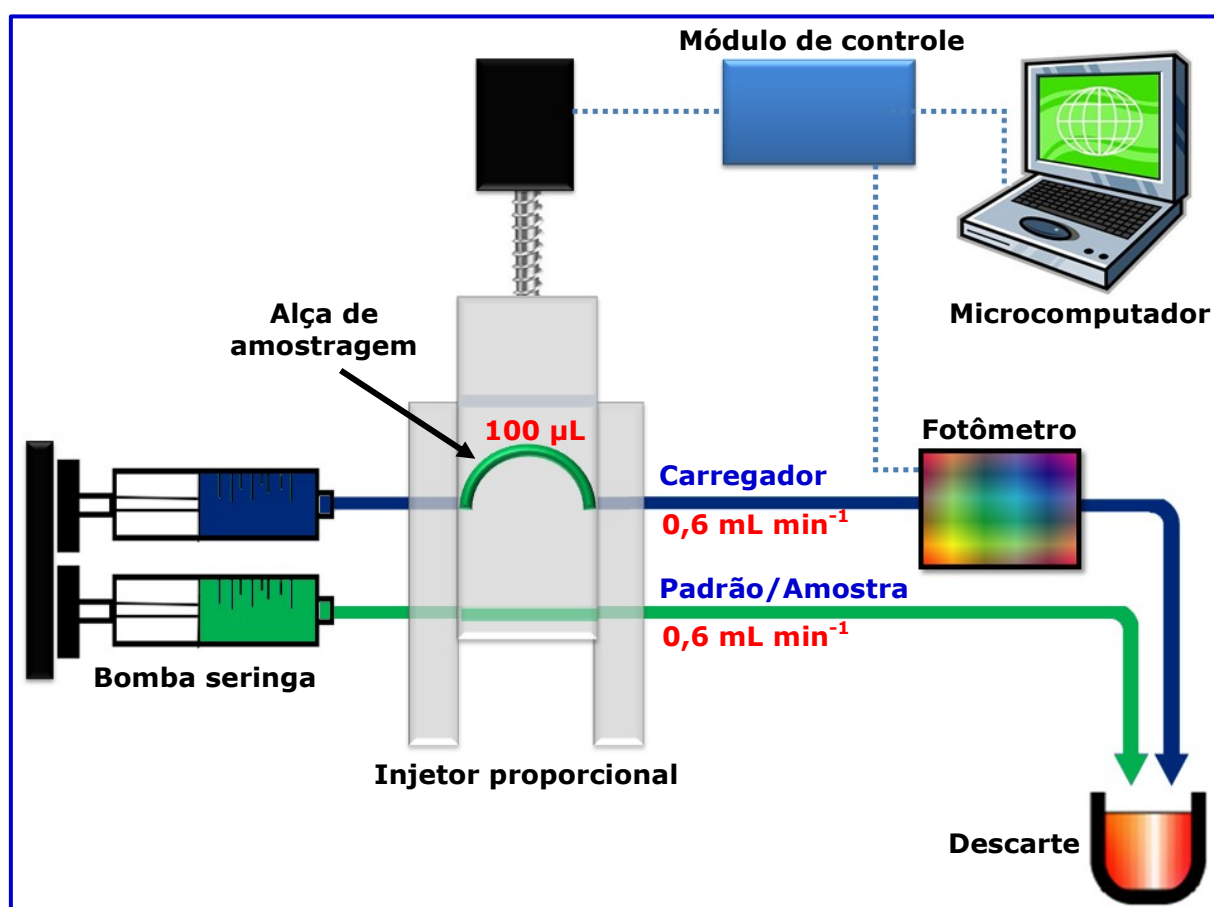 Módulo de controle
Alça de
amostragem
Microcomputador
100 µL
Fotômetro
Carregador
0,6 mL min⁻¹
Padrão/Amostra
0,6 mL min⁻¹
Bomba seringa
Injetor proporcional
Descarte